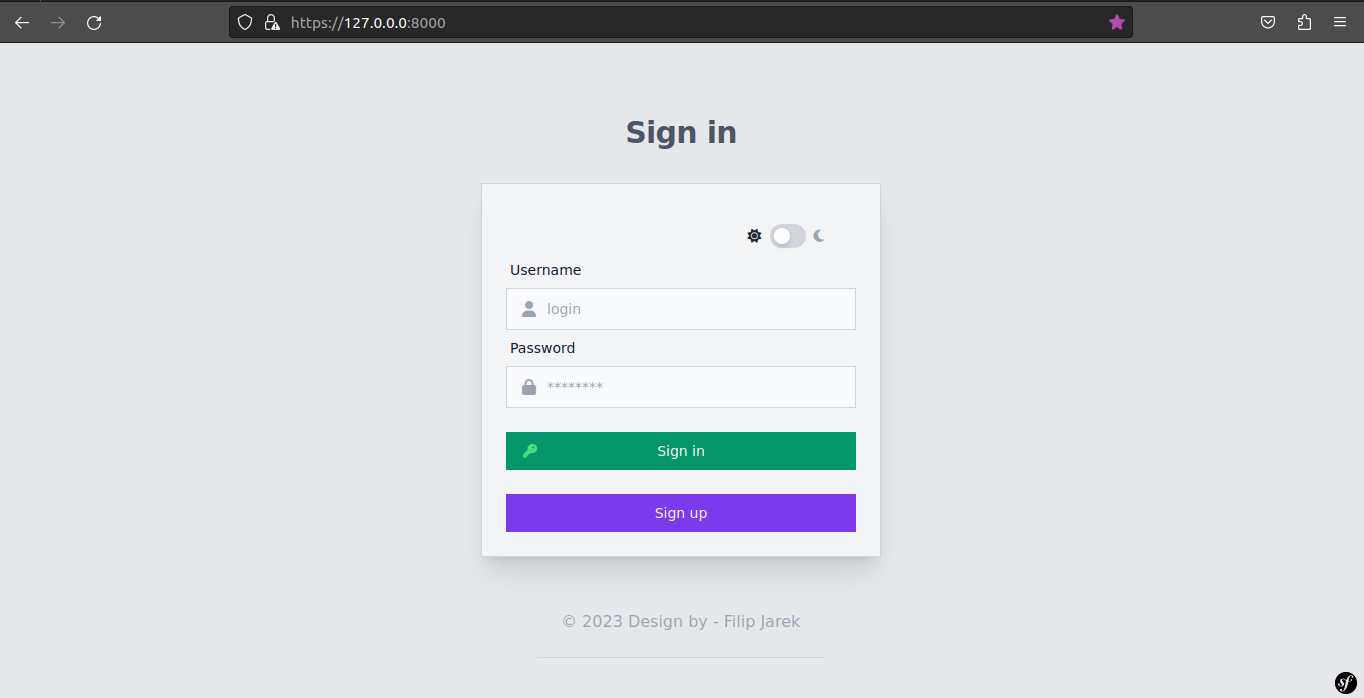 https://127.0.0.0:8000
Sign in
Username
login
Password
********
Sign in
Sign up
© 2023 Design by - Filip Jarek
sf